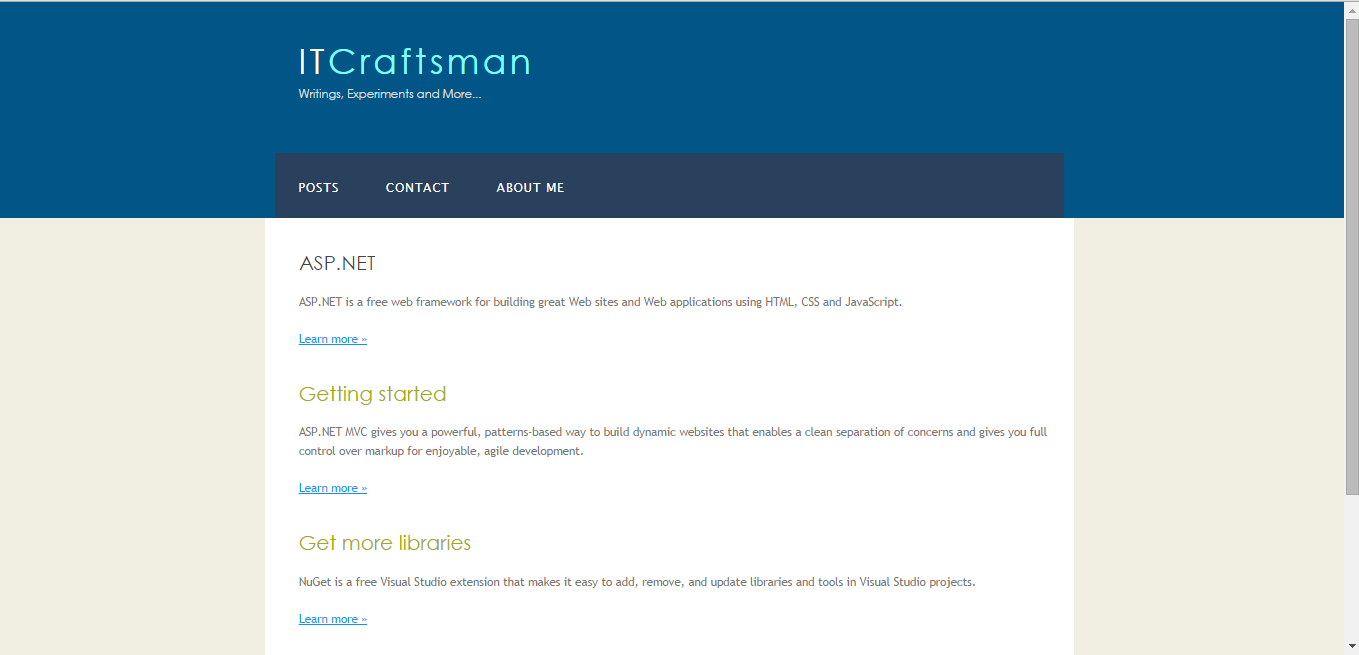 ITCraftsman
Writings, Experiments and More...
POSTS CONTACT ABOUT ME
ASP.NET
ASP.NET is a free web framework for building great Web sites and Web applications using HTML, CSS and JavaScript.
Learn more »
Getting started
ASP.NET MVC gives you a powerful, patterns-based way to build dynamic websites that enables a clean separation of concerns and gives you full
control over markup for enjoyable, agile development.
Learn more »
Get more libraries
NuGet is a free Visual Studio extension that makes it easy to add, remove, and update libraries and tools in Visual Studio projects.
Learn more »